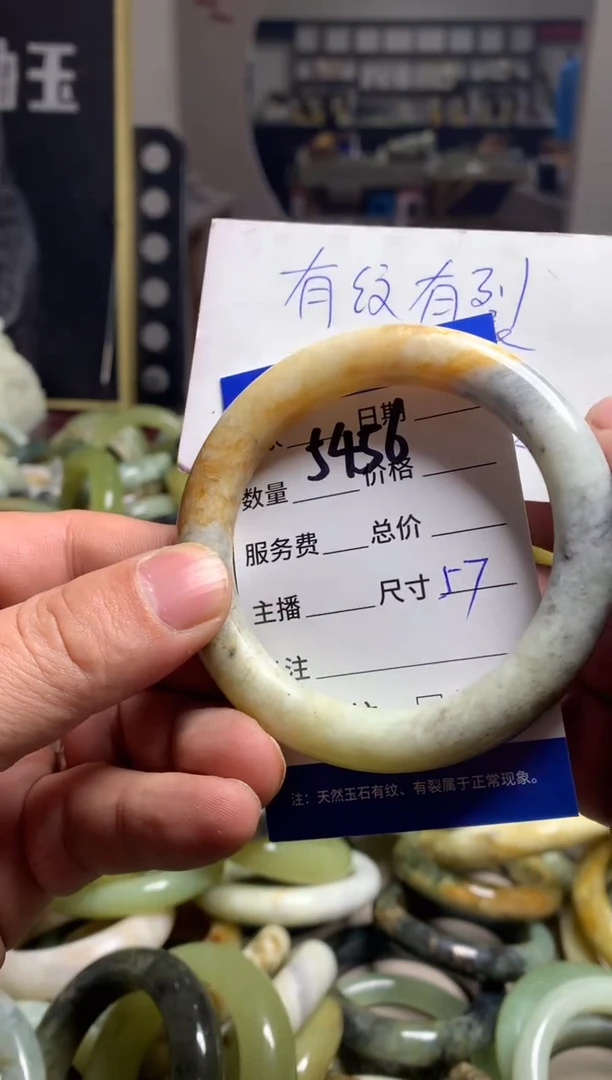 玉
有纹有裂
日期
5456
数量 价格
服务费 总价
主播 尺寸 57
注
注：天然玉石有纹、有裂属于正常现象。